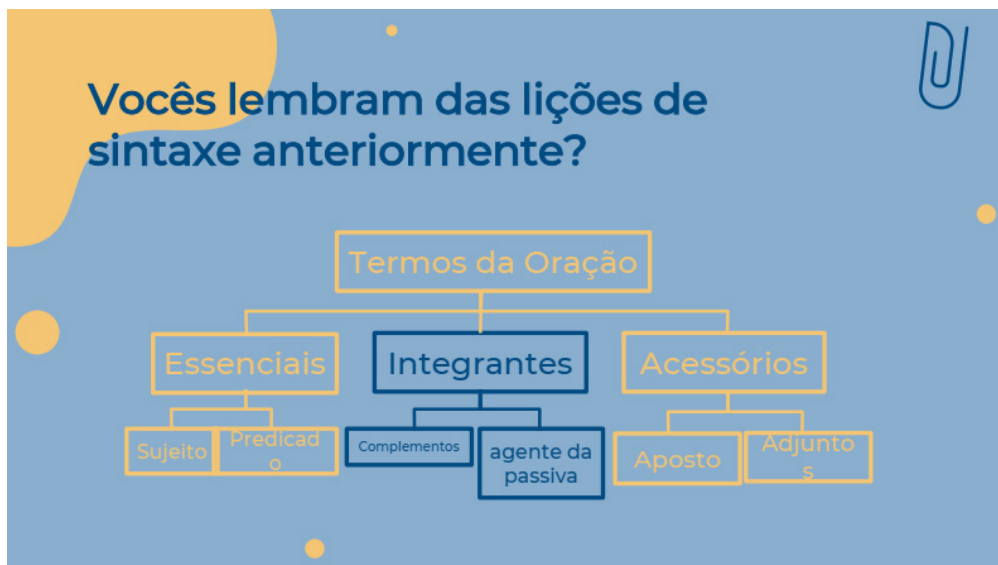 Vocês lembram das lições de
sintaxe anteriormente?
Termos da Oração
Essenciais
Integrantes
Acessórios
Sujeito
Predicad
o
Complementos
agente da
passiva
Aposto
Adjunto
s